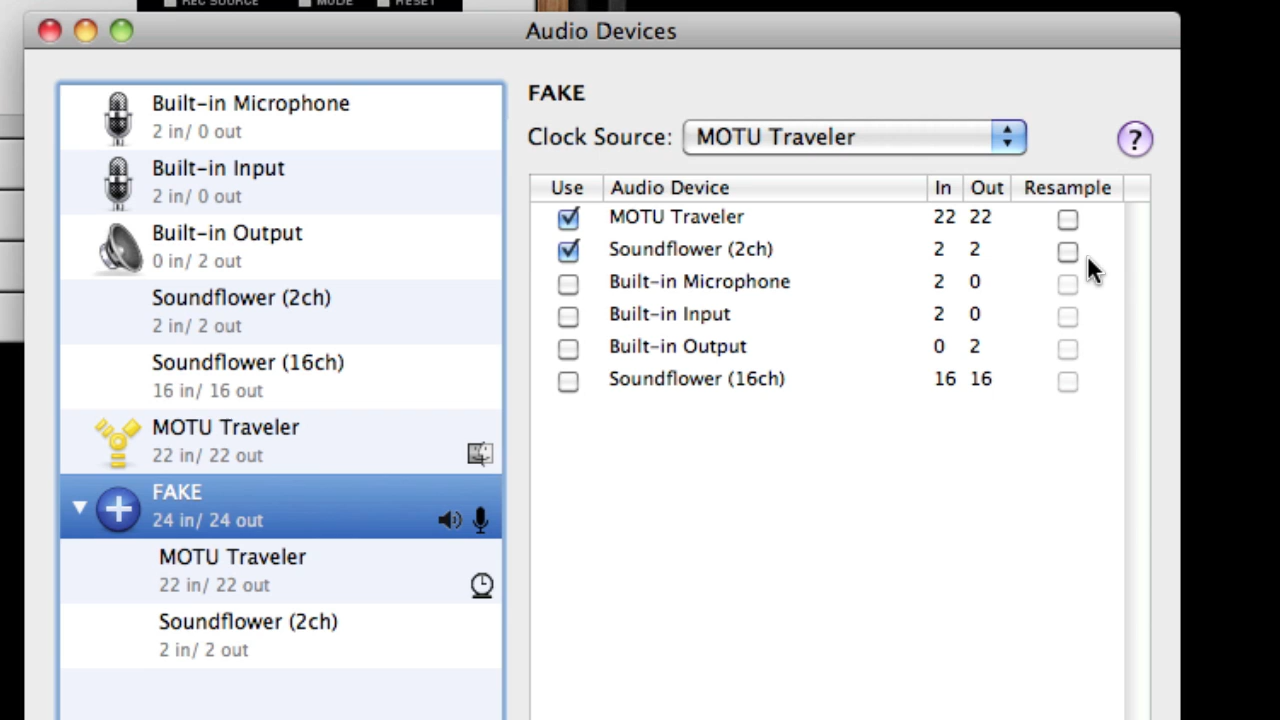 REC SOURCE MODE RESET
Audio Devices
Built-in Microphone
2 in/ 0 out
Built-in Input
2 in/ 0 out
Built-in Output
0 in/ 2 out
Soundflower (2ch)
2 in/ 2 out
Soundflower (16ch)
16 in/ 16 out
MOTU Traveler
22 in/ 22 out
FAKE
24 in/ 24 out
MOTU Traveler
22 in/ 22 out
Soundflower (2ch)
2 in/ 2 out
FAKE
Clock Source: MOTU Traveler ?
Use Audio Device In Out Resample
MOTU Traveler 22 22
Soundflower (2ch) 2 2
Built-in Microphone 2 0
Built-in Input 2 0
Built-in Output 0 2
Soundflower (16ch) 16 16